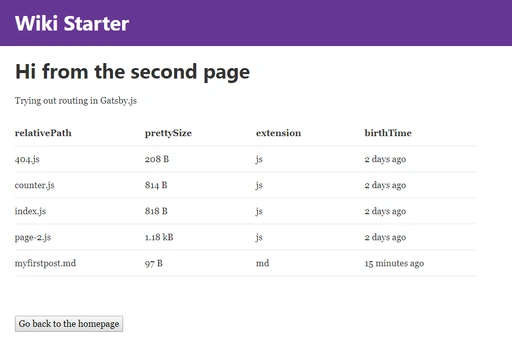 Wiki Starter
Hi from the second page
Trying out routing in Gatsby.js
relativePath prettySize extension birthTime
404.js 208 B js 2 days ago
counter.js 814 B js 2 days ago
index.js 818 B js 2 days ago
page-2.js 1.18 kB js 2 days ago
myfirstpost.md 97 B md 15 minutes ago
Go back to the homepage